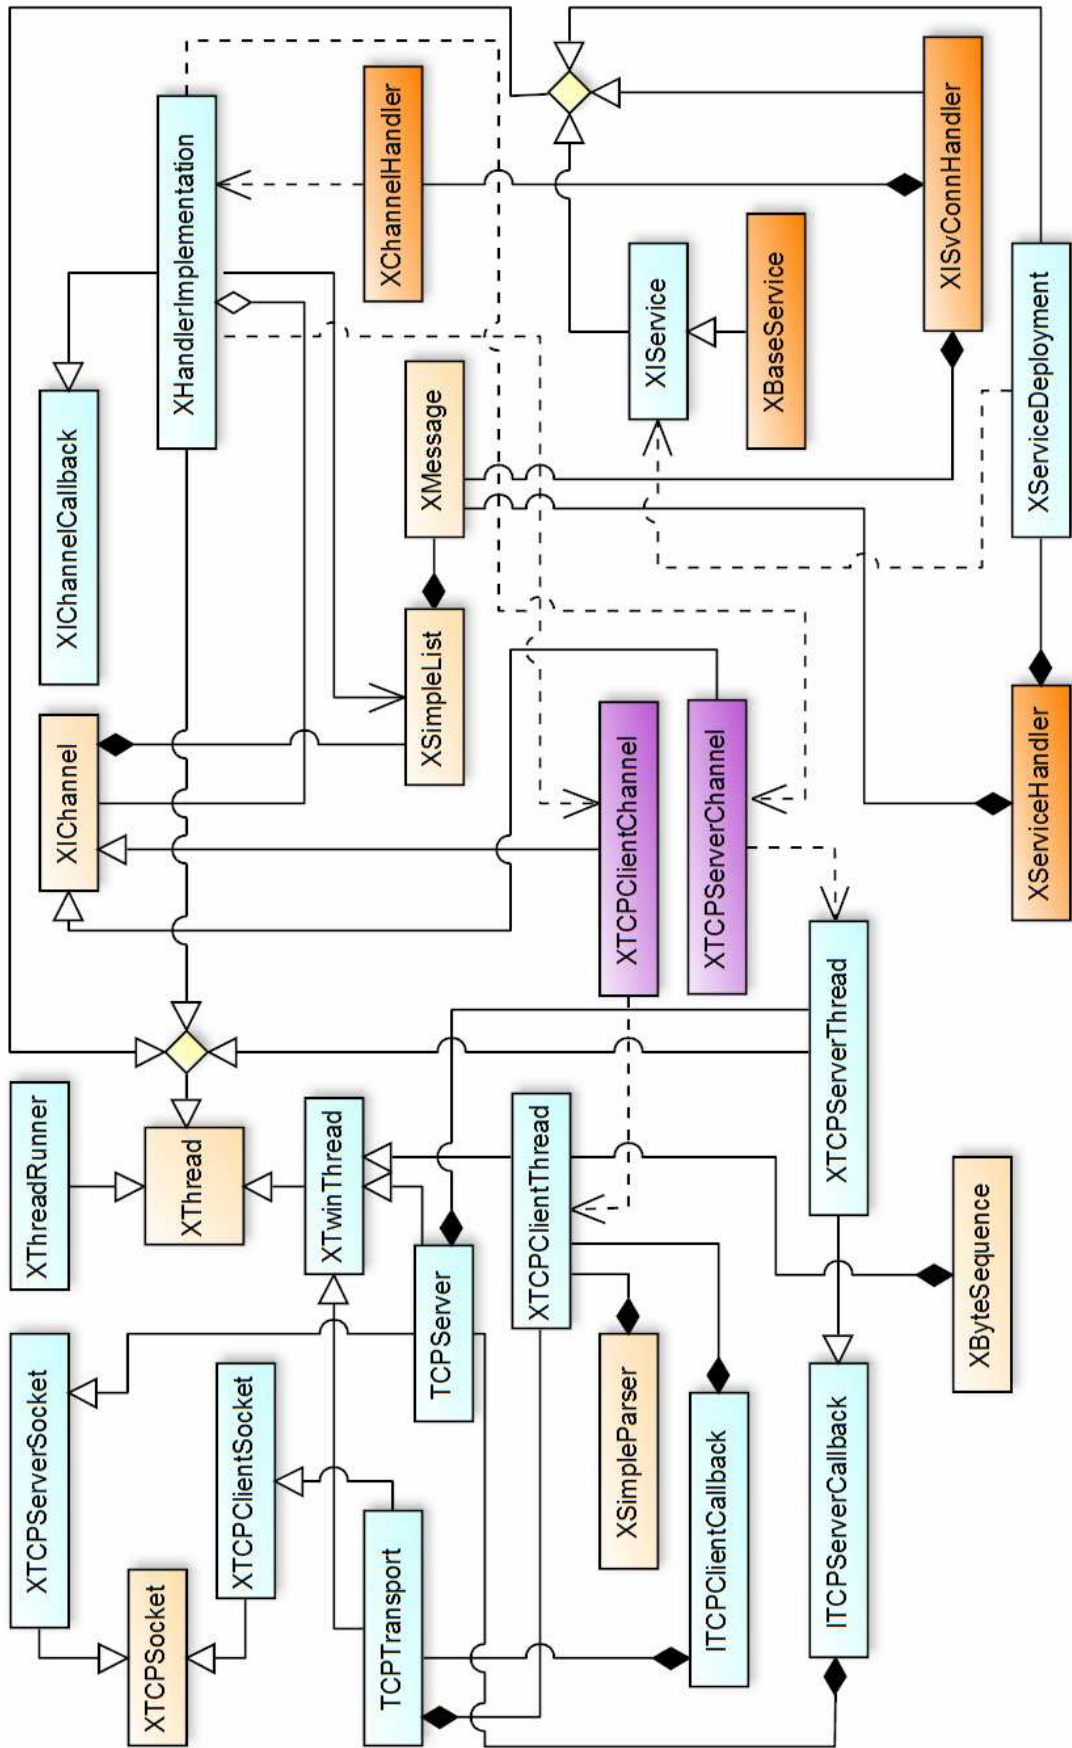 XTCPServerSocket
XThreadRunner
XIChannel
XIChannelCallback
XTCPSocket
XThread
XHandlerImplementation
XTCPClientSocket
XTwinThread
TCPTransport
XChannelHandler
TCPServer
XSimpleList
XMessage
XTCPClientThread
XSimpleParser
XTCPClientChannel
XIService
ITCPClientCallback
XTCPServerChannel
XBaseService
ITCPServerCallback
XTCPServerThread
XISvConnHandler
XByteSequence
XServiceHandler
XServiceDeployment